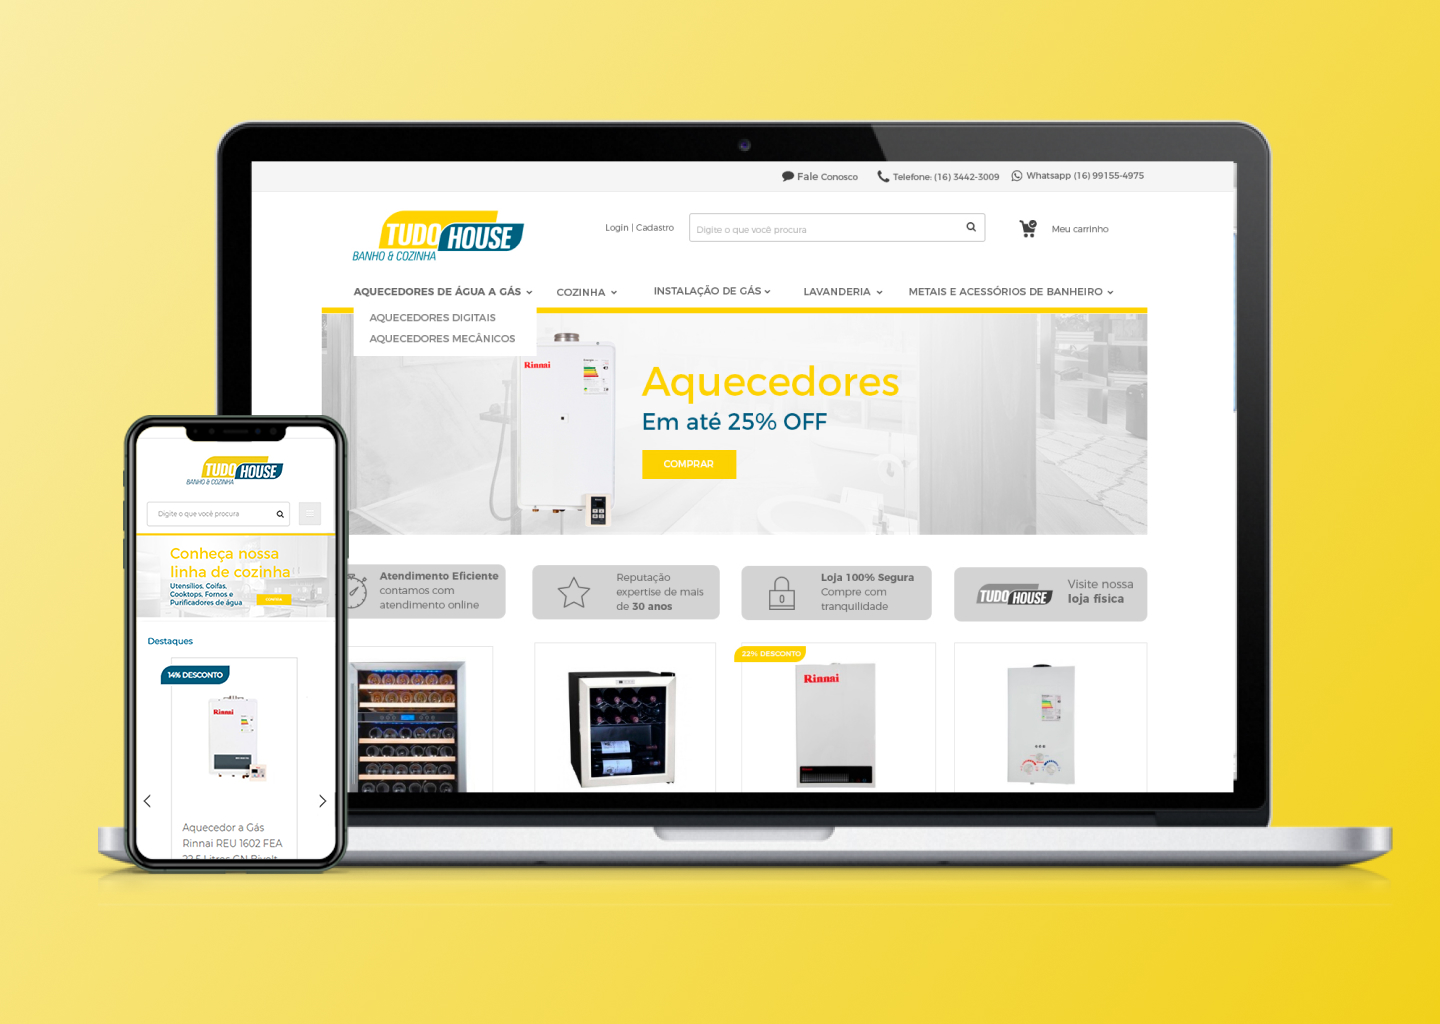 Fale Conosco
Telefone: (16) 3442-3009
Whatsapp (16) 99155-4975
TUDO HOUSE
BANHO & COZINHA
Login | Cadastro
Digite o que você procura
Meu carrinho
AQUECEDORES DE ÁGUA A GÁS
COZINHA
INSTALAÇÃO DE GÁS
LAVANDERIA
METAIS E ACESSÓRIOS DE BANHEIRO
AQUECEDORES DIGITAIS
AQUECEDORES MECÂNICOS
Rinnai
Aquecedores
Em até 25% OFF
COMPRAR
Atendimento Eficiente
contamos com
atendimento online
Reputação
expertise de mais
de 30 anos
0
Loja 100% Segura
Compre com
tranquilidade
TUDO HOUSE
Visite nossa
loja física
22% DESCONTO
Rinnai
TUDO HOUSE
BANHO & COZINHA
Digite o que você procura
Conheça nossa
linha de cozinha
Utensílios, Coifas,
Cooktops, Fornos e
Purificadores de água
Destaques
14% DESCONTO
Rinnai
Aquecedor a Gás
Rinnai REU 1602 FEA
22,5 Litros GN Bivolt